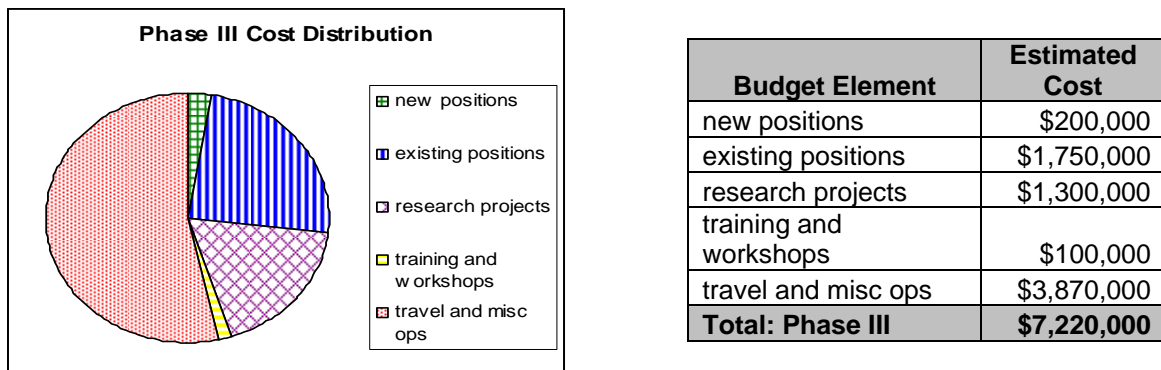 Phase III Cost Distribution
new positions
existing positions
research projects
training and
workshops
travel and misc
ops
Budget Element Estimated
Cost
new positions $200,000
existing positions $1,750,000
research projects $1,300,000
training and
workshops $100,000
travel and misc ops $3,870,000
Total: Phase III $7,220,000